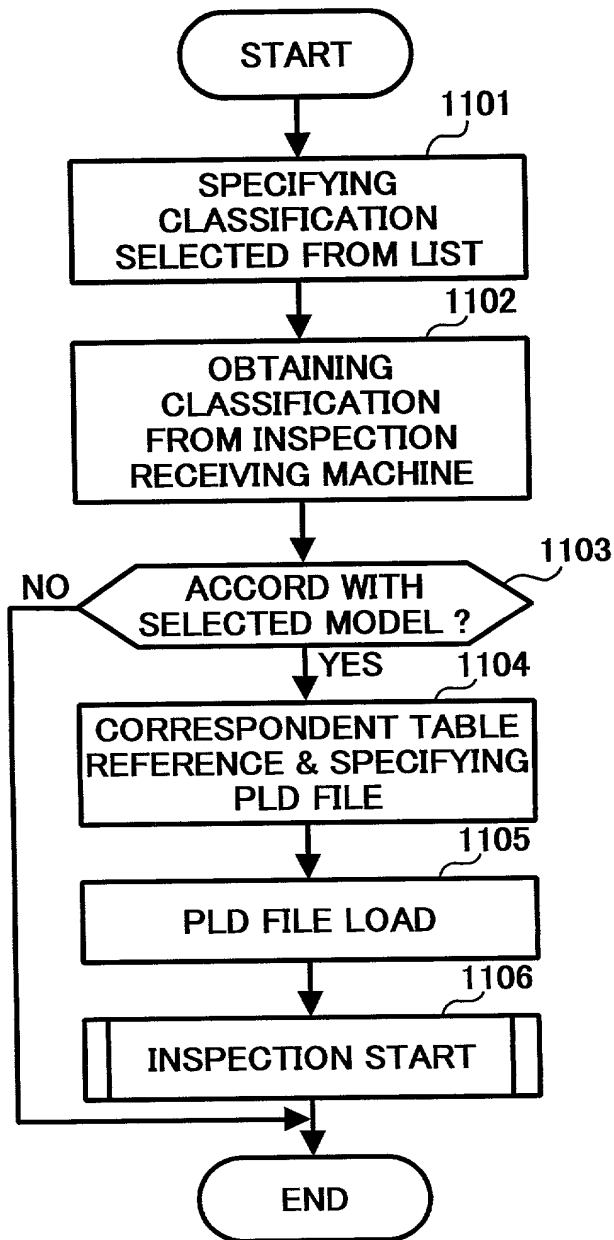 START
1101
SPECIFYING
CLASSIFICATION
SELECTED FROM LIST
1102
OBTAINING
CLASSIFICATION
FROM INSPECTION
RECEIVING MACHINE
1103
NO
ACCORD WITH
SELECTED MODEL ?
YES
1104
CORRESPONDENT TABLE
REFERENCE & SPECIFYING
PLD FILE
1105
PLD FILE LOAD
1106
INSPECTION START
END